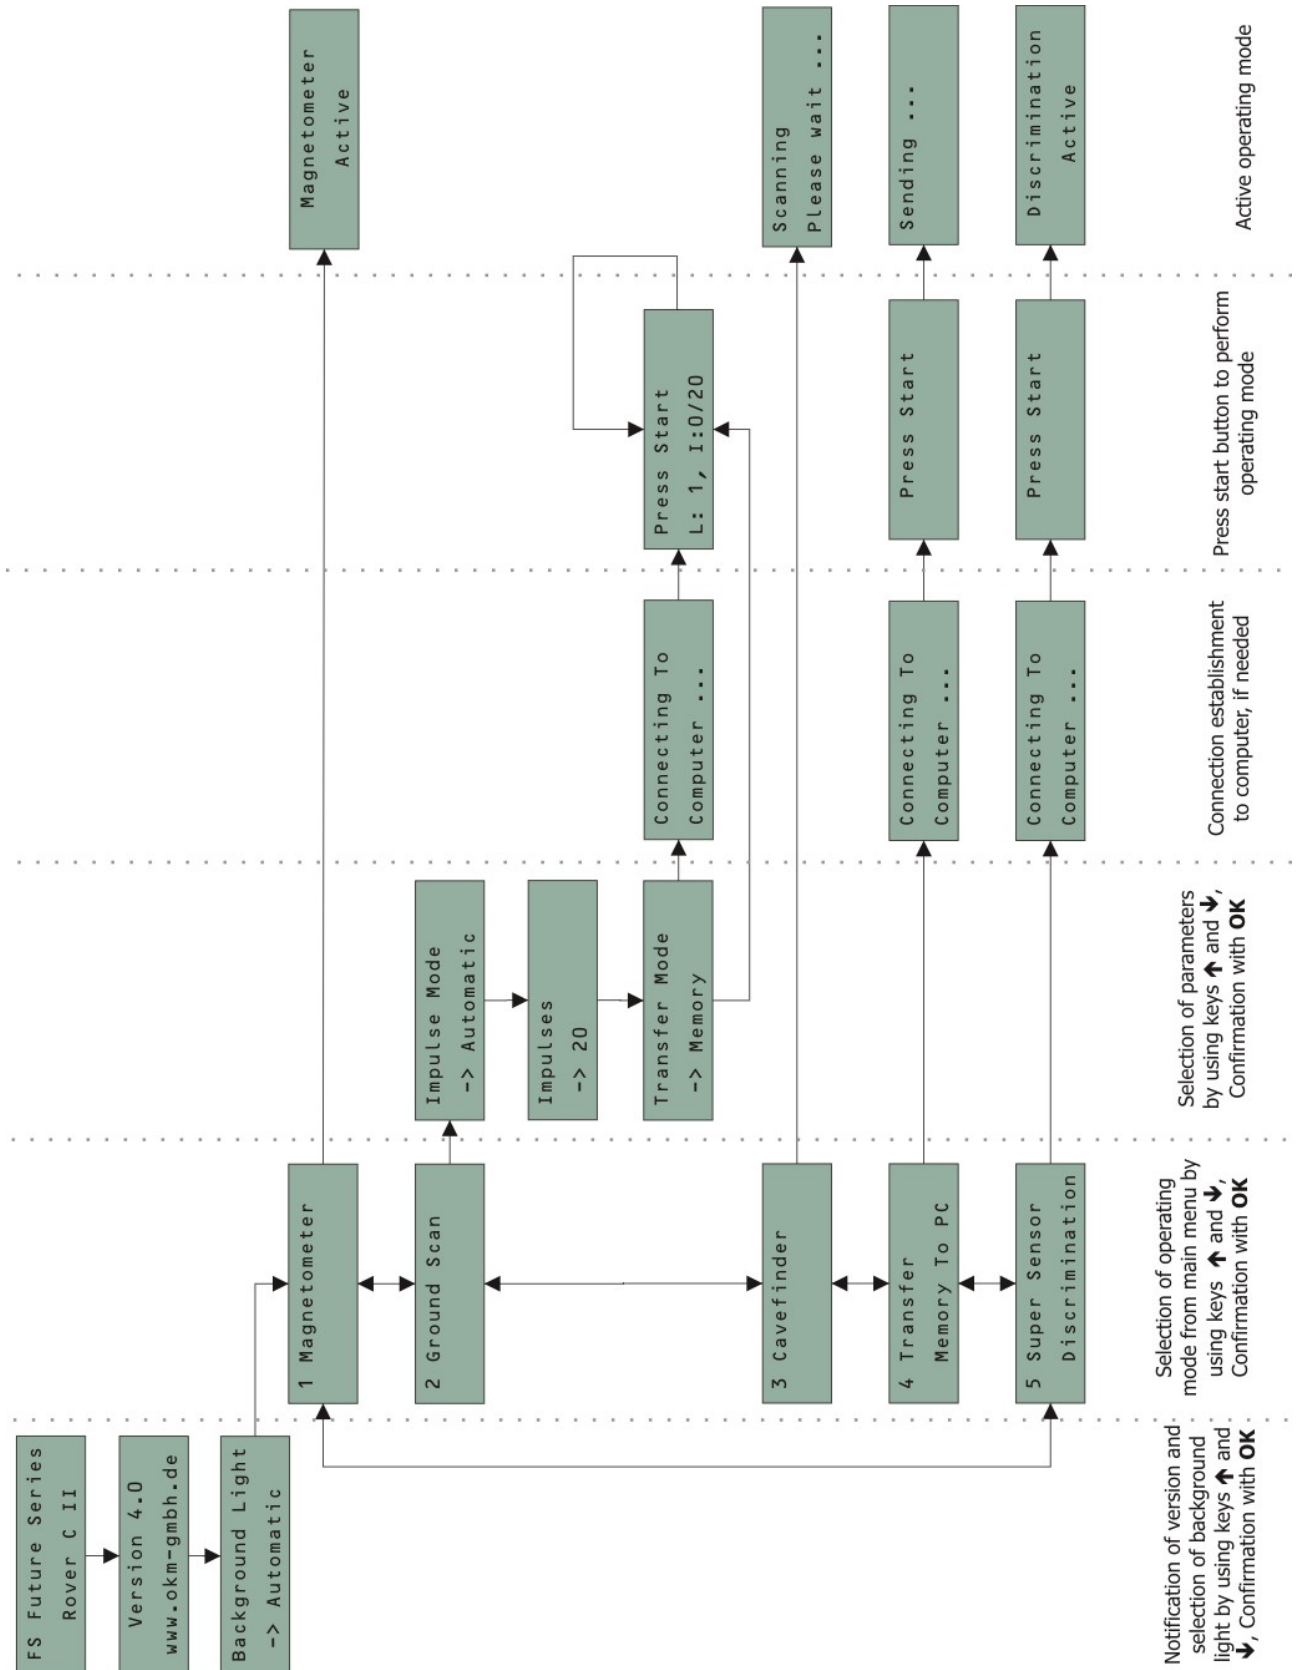 FS Future Series
Rover C II
Version 4.0
www.okm-gmbh.de
Background Light
-> Automatic
1 Magnetometer
Magnetometer
Active
2 Ground Scan
Impulse Mode
-> Automatic
Impulses
-> 20
Transfer Mode
-> Memory
Connecting To
Computer ...
Press Start
L: 1, I:0/20
3 Cavefinder
Scanning
Please wait ...
4 Transfer
Memory To PC
Connecting To
Computer ...
Press Start
Sending ...
5 Super Sensor
Discrimination
Connecting To
Computer ...
Press Start
Discrimination
Active
Notification of version and
selection of background
light by using keys 🡹 and
🡻, Confirmation with OK
Selection of operating
mode from main menu by
using keys 🡹 and 🡻,
Confirmation with OK
Selection of parameters
by using keys 🡹 and 🡻,
Confirmation with OK
Connection establishment
to computer, if needed
Press start button to perform
operating mode
Active operating mode